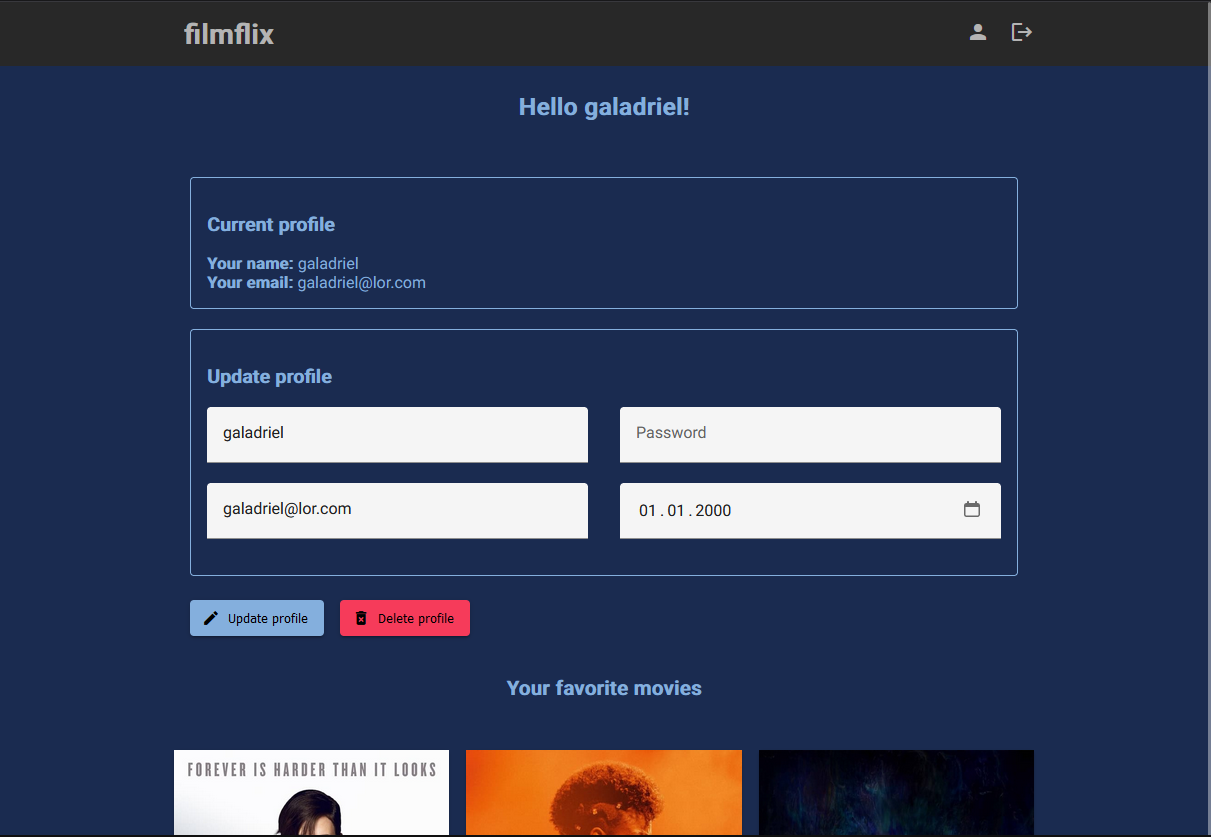 filmflix
Hello galadriel!
Current profile
Your name: galadriel
Your email: galadriel@lor.com
Update profile
galadriel
Password
galadriel@lor.com
01 . 01 . 2000
Update profile
Delete profile
Your favorite movies
FOREVER IS HARDER THAN IT LOOKS